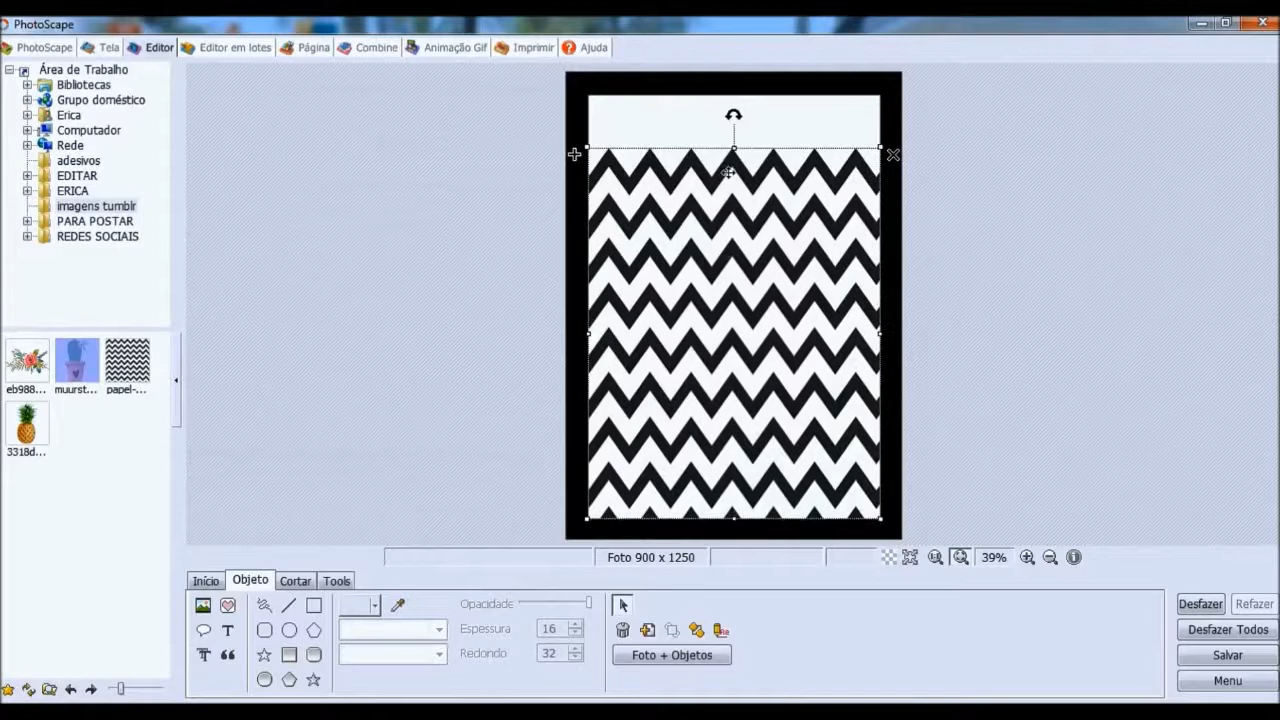 PhotoScape
PhotoScape Tela Editor Editor em lotes Página Combine Animação Gif Imprimir Ajuda
Área de Trabalho
Bibliotecas
Grupo doméstico
Erica
Computador
Rede
adesivos
EDITAR
ERICA
imagens tumblr
PARA POSTAR
REDES SOCIAIS
eb988... muurst... papel-...
3318d...
Foto 900 x 1250 39%
Início Objeto Cortar Tools
Opacidade
Espessura 16
Redondo 32
Foto + Objetos
Desfazer Refazer
Desfazer Todos
Salvar
Menu